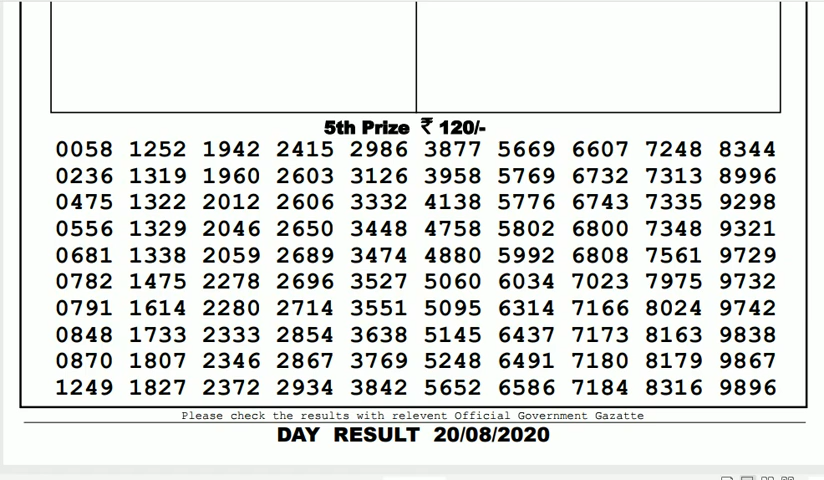 5th Prize ₹ 120/-
0058 1252 1942 2415 2986 3877 5669 6607 7248 8344
0236 1319 1960 2603 3126 3958 5769 6732 7313 8996
0475 1322 2012 2606 3332 4138 5776 6743 7335 9298
0556 1329 2046 2650 3448 4758 5802 6800 7348 9321
0681 1338 2059 2689 3474 4880 5992 6808 7561 9729
0782 1475 2278 2696 3527 5060 6034 7023 7975 9732
0791 1614 2280 2714 3551 5095 6314 7166 8024 9742
0848 1733 2333 2854 3638 5145 6437 7173 8163 9838
0870 1807 2346 2867 3769 5248 6491 7180 8179 9867
1249 1827 2372 2934 3842 5652 6586 7184 8316 9896
Please check the results with relevent Official Government Gazatte
DAY RESULT 20/08/2020